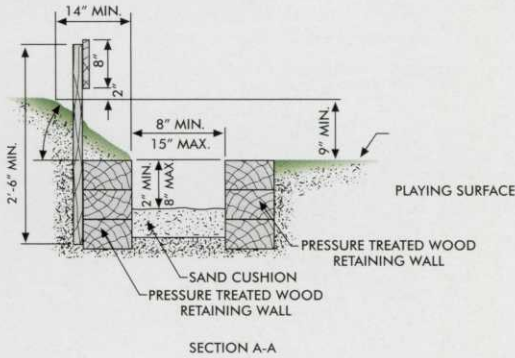 14" MIN.
8"
2"
8" MIN.
15" MAX.
9" MIN.
2'-6" MIN.
2" MIN.
8" MAX
PLAYING SURFACE
PRESSURE TREATED WOOD
RETAINING WALL
SAND CUSHION
PRESSURE TREATED WOOD
RETAINING WALL
SECTION A-A